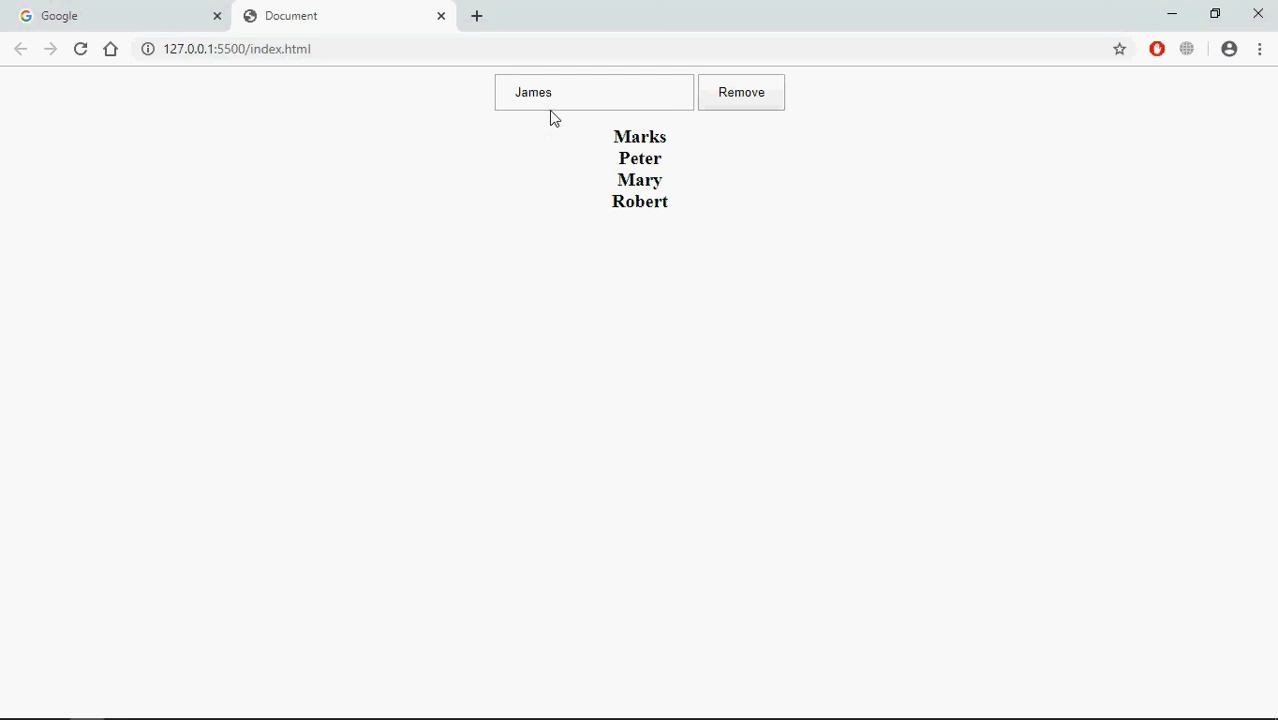 Google
Document
127.0.0.1:5500/index.html
James
Remove
Marks
Peter
Mary
Robert